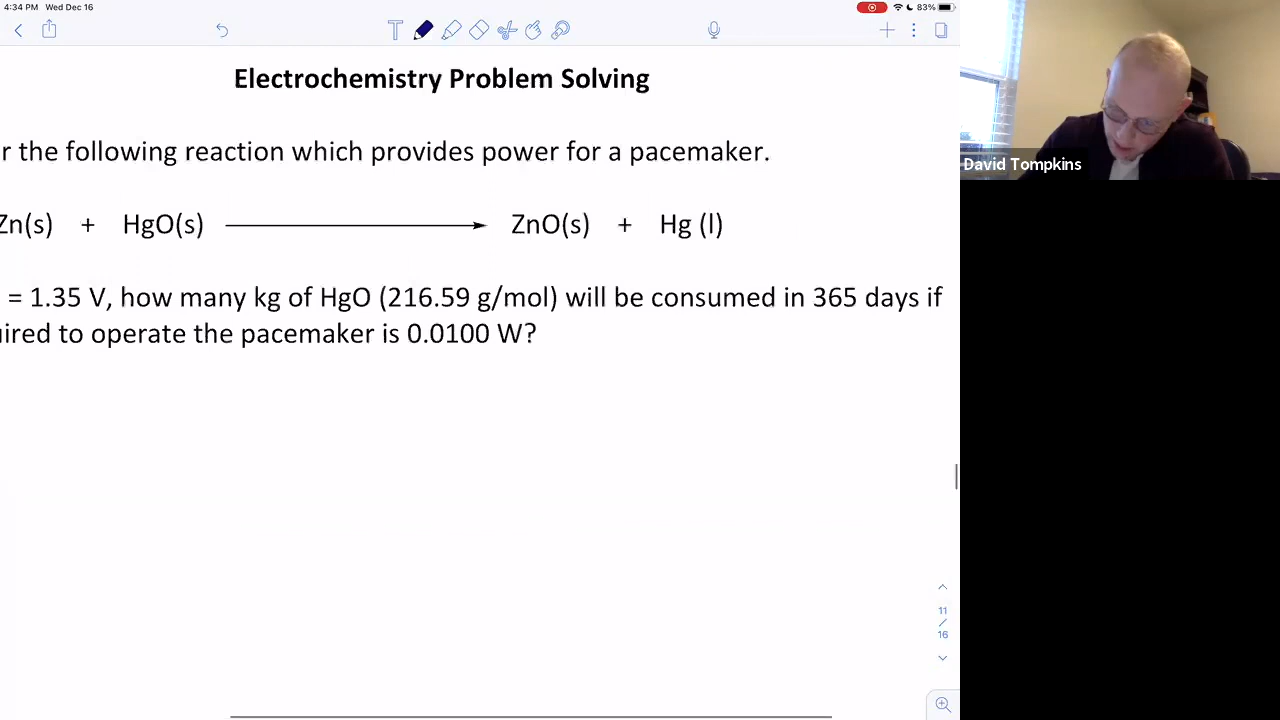 4:34 PM Wed Dec 16
83%
Electrochemistry Problem Solving
r the following reaction which provides power for a pacemaker.
Zn(s) + HgO(s) ZnO(s) + Hg (l)
= 1.35 V, how many kg of HgO (216.59 g/mol) will be consumed in 365 days if
uired to operate the pacemaker is 0.0100 W?
David Tompkins
11
/
16